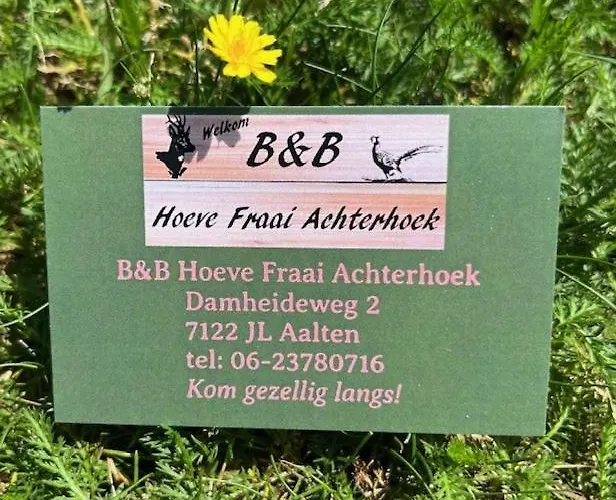 Welkom
B&B
Hoeve Fraai Achterhoek
B&B Hoeve Fraai Achterhoek
Damheideweg 2
7122 JL Aalten
tel: 06-23780716
Kom gezellig langs!